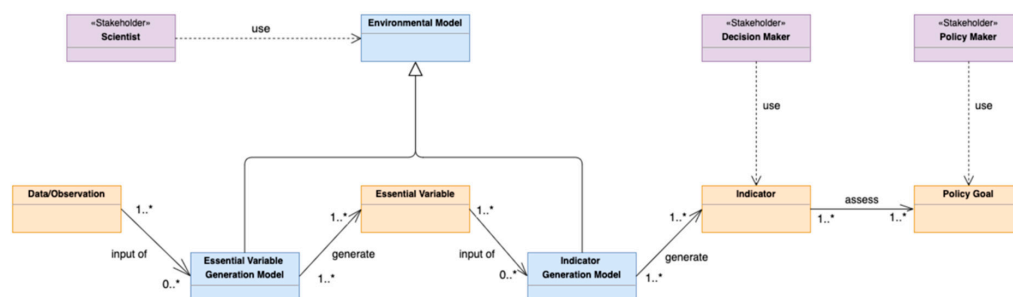 «Stakeholder»
Scientist
use
Environmental Model
«Stakeholder»
Decision Maker
«Stakeholder»
Policy Maker
use
use
Data/Observation
Essential Variable
Indicator
Policy Goal
1..*
1..*
1..*
1..*
assess
1..*
1..*
input of
generate
input of
generate
0..*
Essential Variable
Generation Model
1..*
0..*
Indicator
Generation Model
1..*